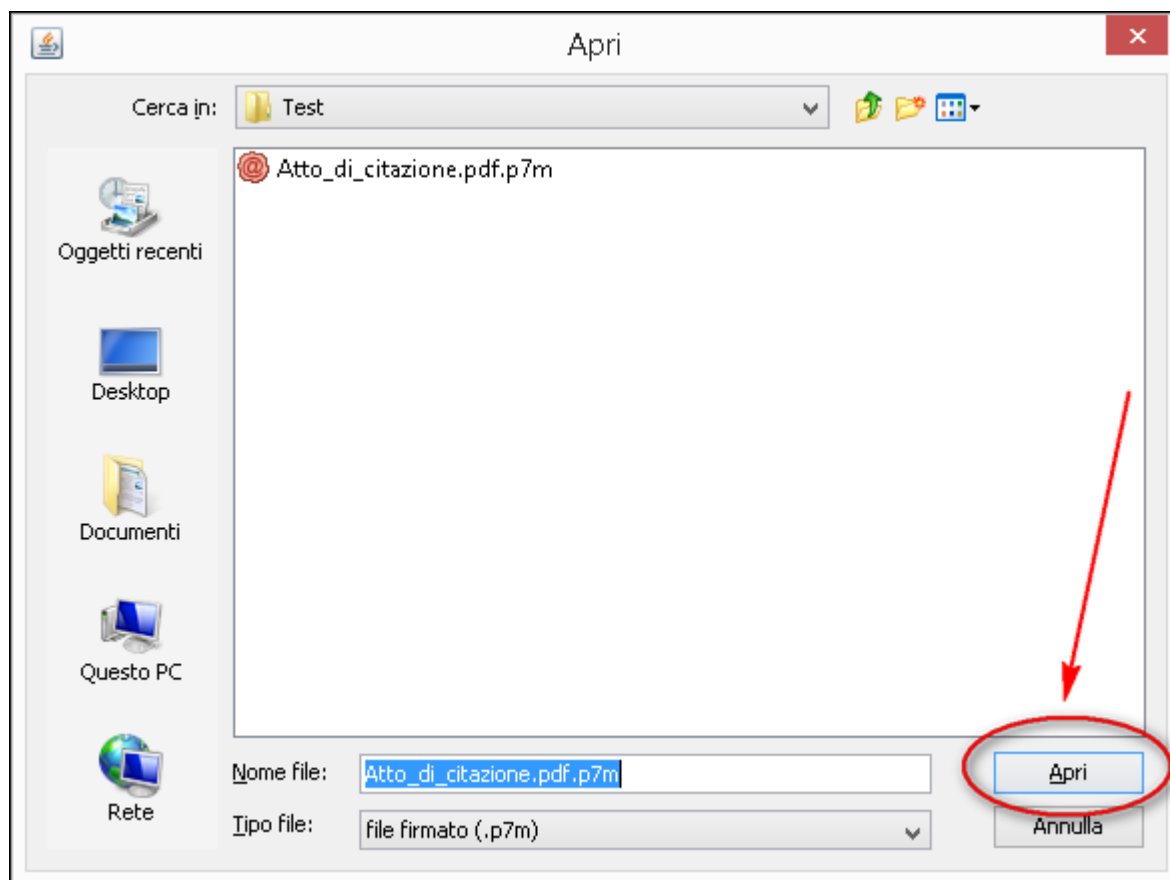 Apri
Cerca in: Test
Atto_di_citazione.pdf.p7m
Oggetti recenti
Desktop
Documenti
Questo PC
Rete
Nome file: Atto_di_citazione.pdf.p7m Apri
Tipo file: file firmato (.p7m) Annulla